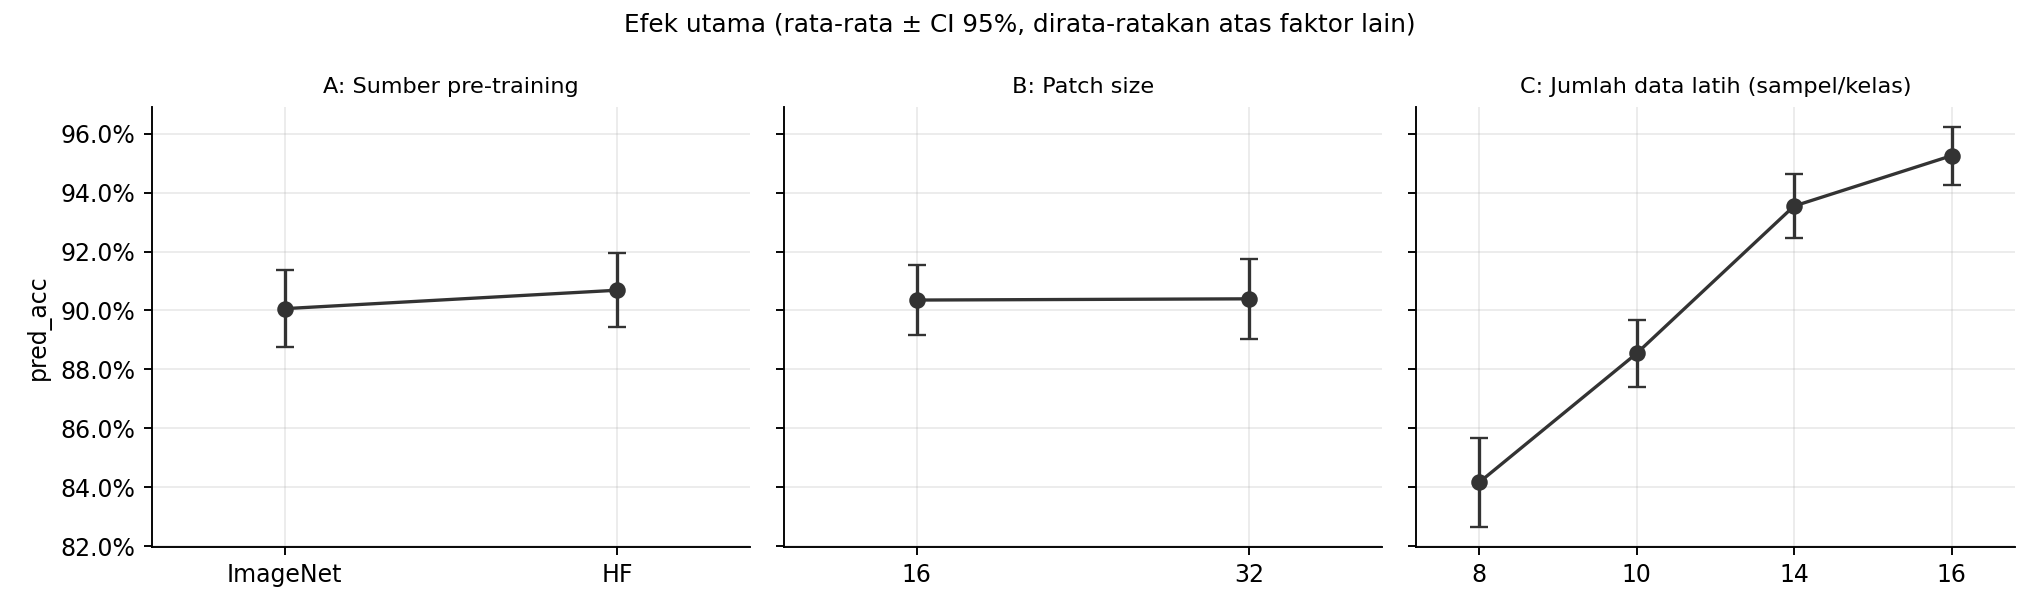 Efek utama (rata-rata ± CI 95%, dirata-ratakan atas faktor lain)
A: Sumber pre-training
B: Patch size
C: Jumlah data latih (sampel/kelas)
pred_acc
96.0%
94.0%
92.0%
90.0%
88.0%
86.0%
84.0%
82.0%
ImageNet HF
16 32
8 10 14 16